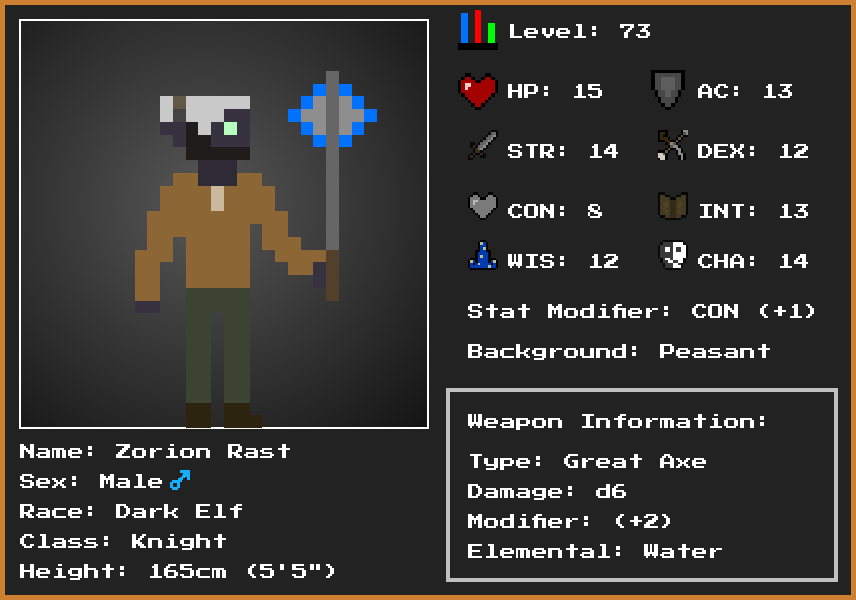 Level: 73
HP: 15
AC: 13
STR: 14
DEX: 12
CON: 8
INT: 13
WIS: 12
CHA: 14
Stat Modifier: CON (+1)
Background: Peasant
Name: Zorion Rast
Sex: Male♂
Race: Dark Elf
Class: Knight
Height: 165cm (5'5")
Weapon Information:
Type: Great Axe
Damage: d6
Modifier: (+2)
Elemental: Water